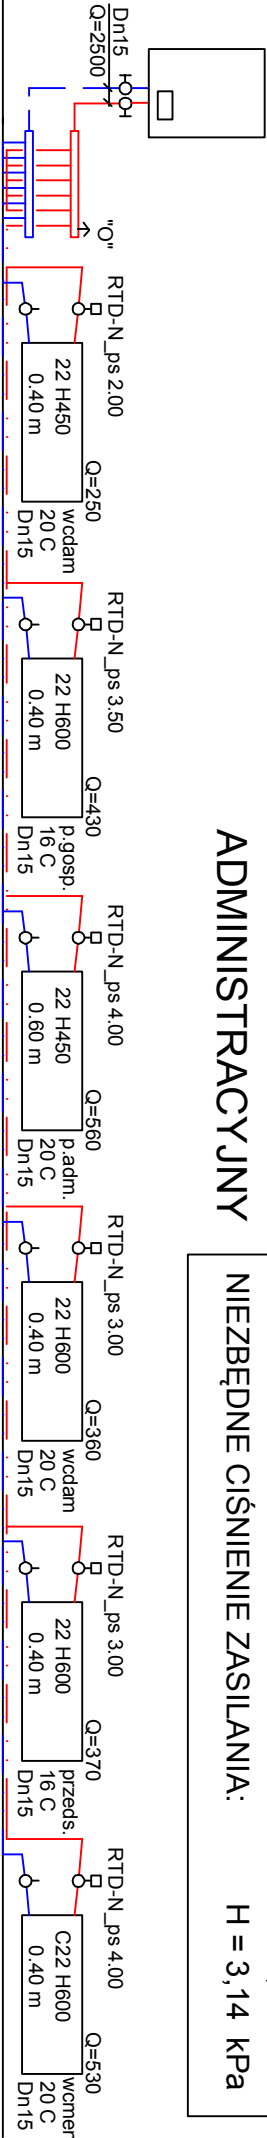 ADMINISTRACYJNY
NIEZBĘDNE CIŚNIENIE ZASILANIA: H = 3,14 kPa
Dn15
Q=2500
"O"
RTD-N_ps 2.00
22 H450
0.40 m
Q=250
wcdam
20 C
Dn15
RTD-N_ps 3.50
22 H600
0.40 m
Q=430
p.gosp.
16 C
Dn15
RTD-N_ps 4.00
22 H450
0.60 m
Q=560
p.adm.
20 C
Dn15
RTD-N_ps 3.00
22 H600
0.40 m
Q=360
wcdam
20 C
Dn15
RTD-N_ps 3.00
22 H600
0.40 m
Q=370
przeds.
16 C
Dn15
RTD-N_ps 4.00
C22 H600
0.40 m
Q=530
wcmer
20 C
Dn15